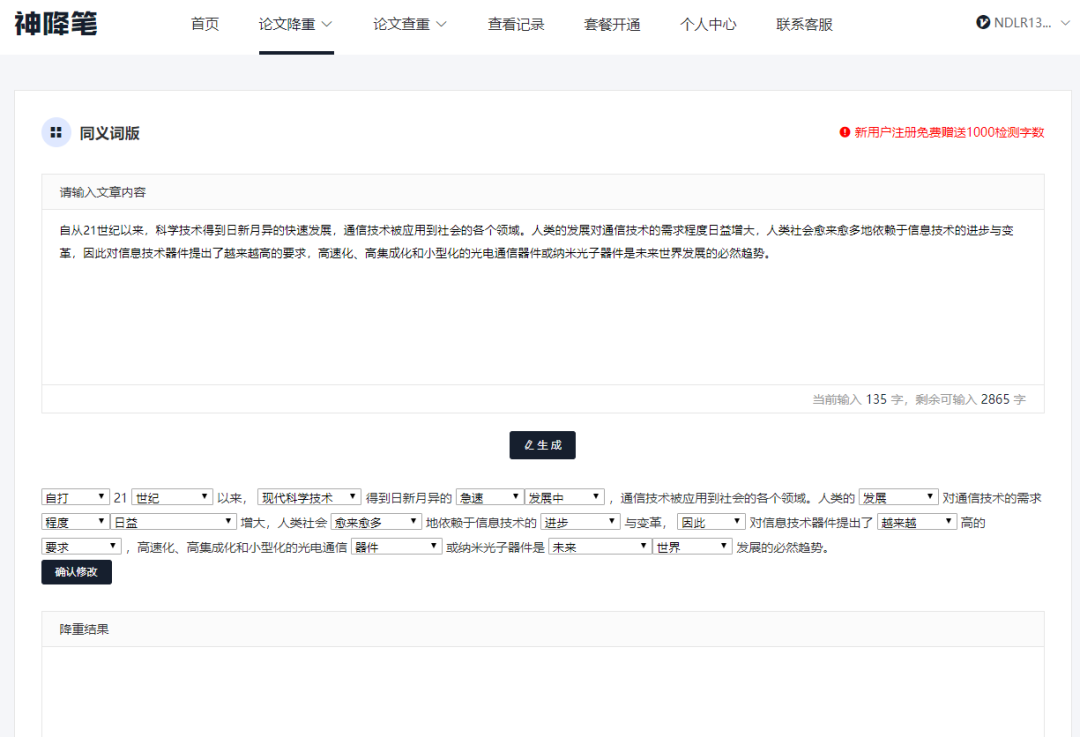 神降笔 首页 论文降重 论文查重 查看记录 套餐开通 个人中心 联系客服 NDLR13...
同义词版 新用户注册免费赠送1000检测字数
请输入文章内容
自从21世纪以来，科学技术得到日新月异的快速发展，通信技术被应用到社会的各个领域。人类的发展对通信技术的需求程度日益增大，人类社会愈来愈多地依赖于信息技术的进步与变
革，因此对信息技术器件提出了越来越高的要求，高速化、高集成化和小型化的光电通信器件或纳米光子器件是未来世界发展的必然趋势。
当前输入 135 字，剩余可输入 2865 字
生成
自打 21 世纪 以来， 现代科学技术 得到日新月异的 急速 发展中 ，通信技术被应用到社会的各个领域。人类的 发展 对通信技术的需求
程度 日益 增大，人类社会 愈来愈多 地依赖于信息技术的 进步 与变革， 因此 对信息技术器件提出了 越来越 高的
要求 ，高速化、高集成化和小型化的光电通信 器件 或纳米光子器件是 未来 世界 发展的必然趋势。
确认修改
降重结果